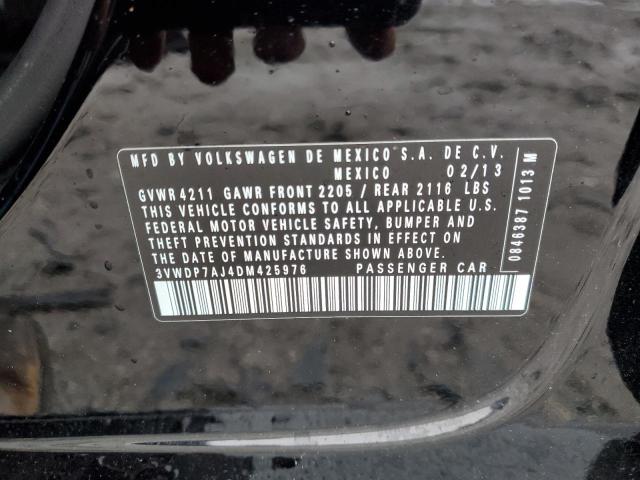 MFD BY VOLKSWAGEN DE MEXICO S.A. DE C.V.
MEXICO 02/13
GVWR 4211 GAWR FRONT 2205 / REAR 2116 LBS
THIS VEHICLE CONFORMS TO ALL APPLICABLE U.S.
FEDERAL MOTOR VEHICLE SAFETY, BUMPER AND
THEFT PREVENTION STANDARDS IN EFFECT ON
THE DATE OF MANUFACTURE SHOWN ABOVE.
3VWDP7AJ4DM425976 PASSENGER CAR
0846387 1013 M